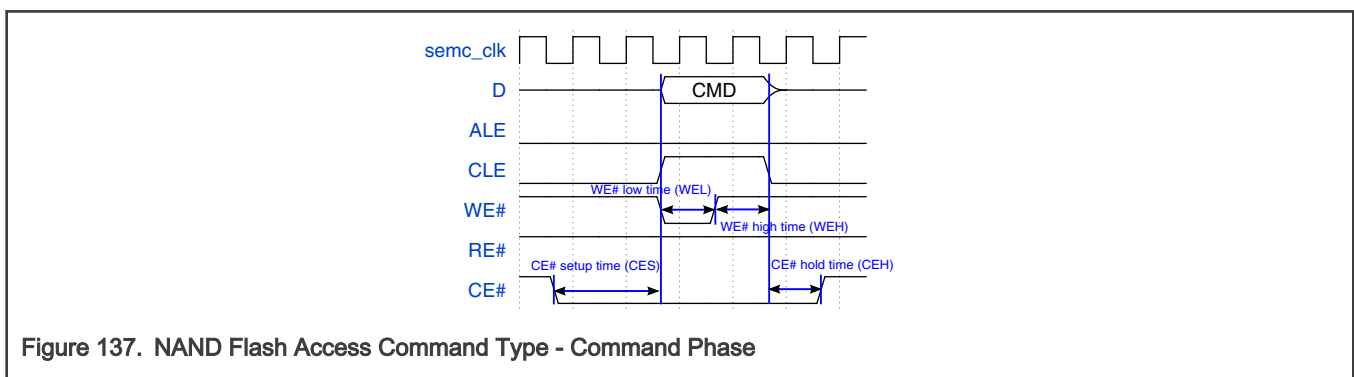 semc_clk
D
CMD
ALE
CLE
WE# low time (WEL)
WE#
WE# high time (WEH)
RE#
CE# setup time (CES)
CE# hold time (CEH)
CE#
Figure 137. NAND Flash Access Command Type - Command Phase